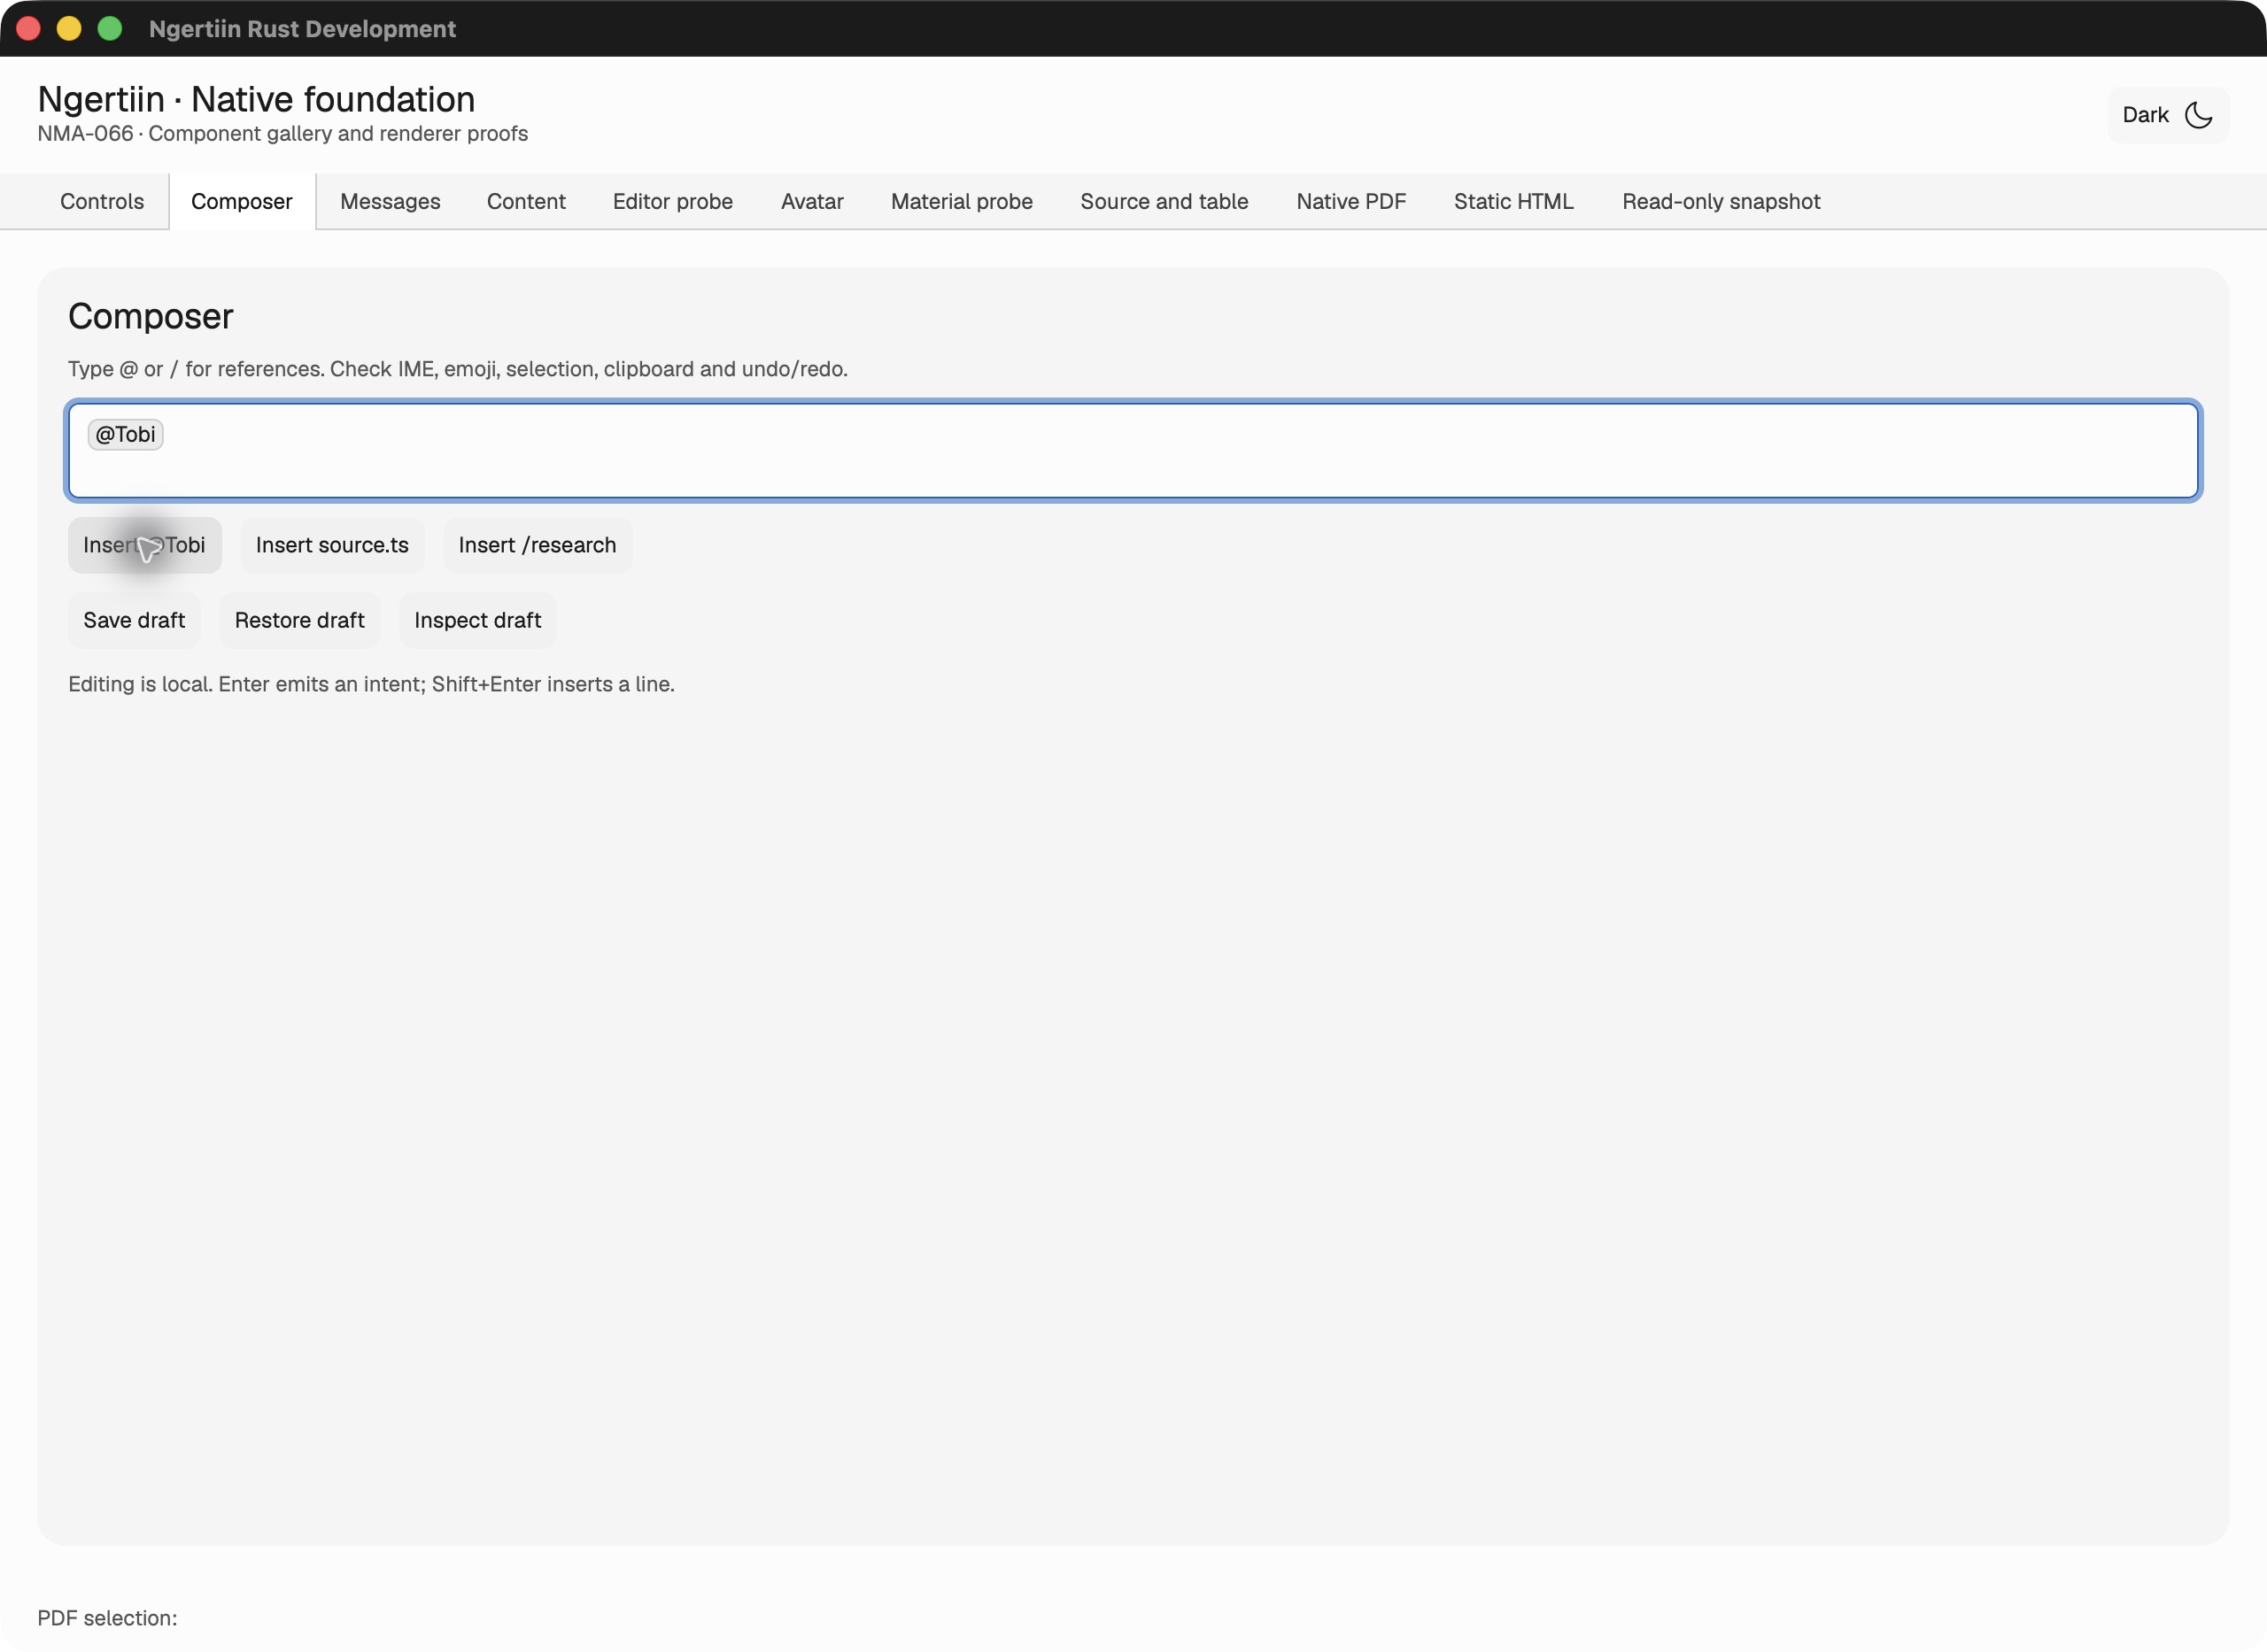 Ngertiin Rust Development
Ngertiin · Native foundation
NMA-066 · Component gallery and renderer proofs
Dark
Controls Composer Messages Content Editor probe Avatar Material probe Source and table Native PDF Static HTML Read-only snapshot
Composer
Type @ or / for references. Check IME, emoji, selection, clipboard and undo/redo.
@Tobi
Insert @Tobi Insert source.ts Insert /research
Save draft Restore draft Inspect draft
Editing is local. Enter emits an intent; Shift+Enter inserts a line.
PDF selection: